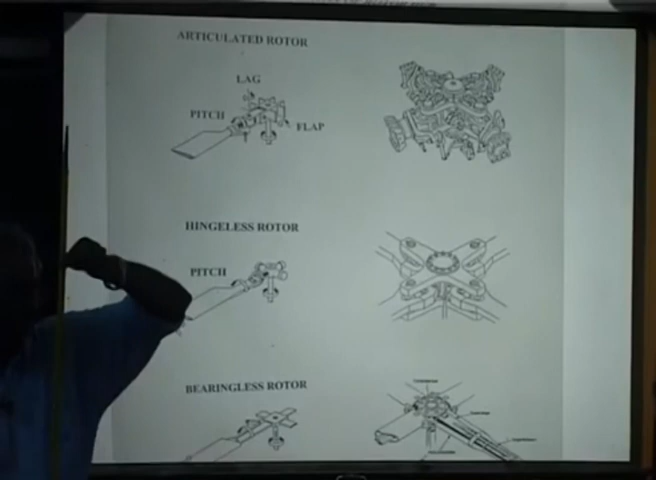 ARTICULATED ROTOR
LAG
PITCH
FLAP
HINGELESS ROTOR
PITCH
BEARINGLESS ROTOR